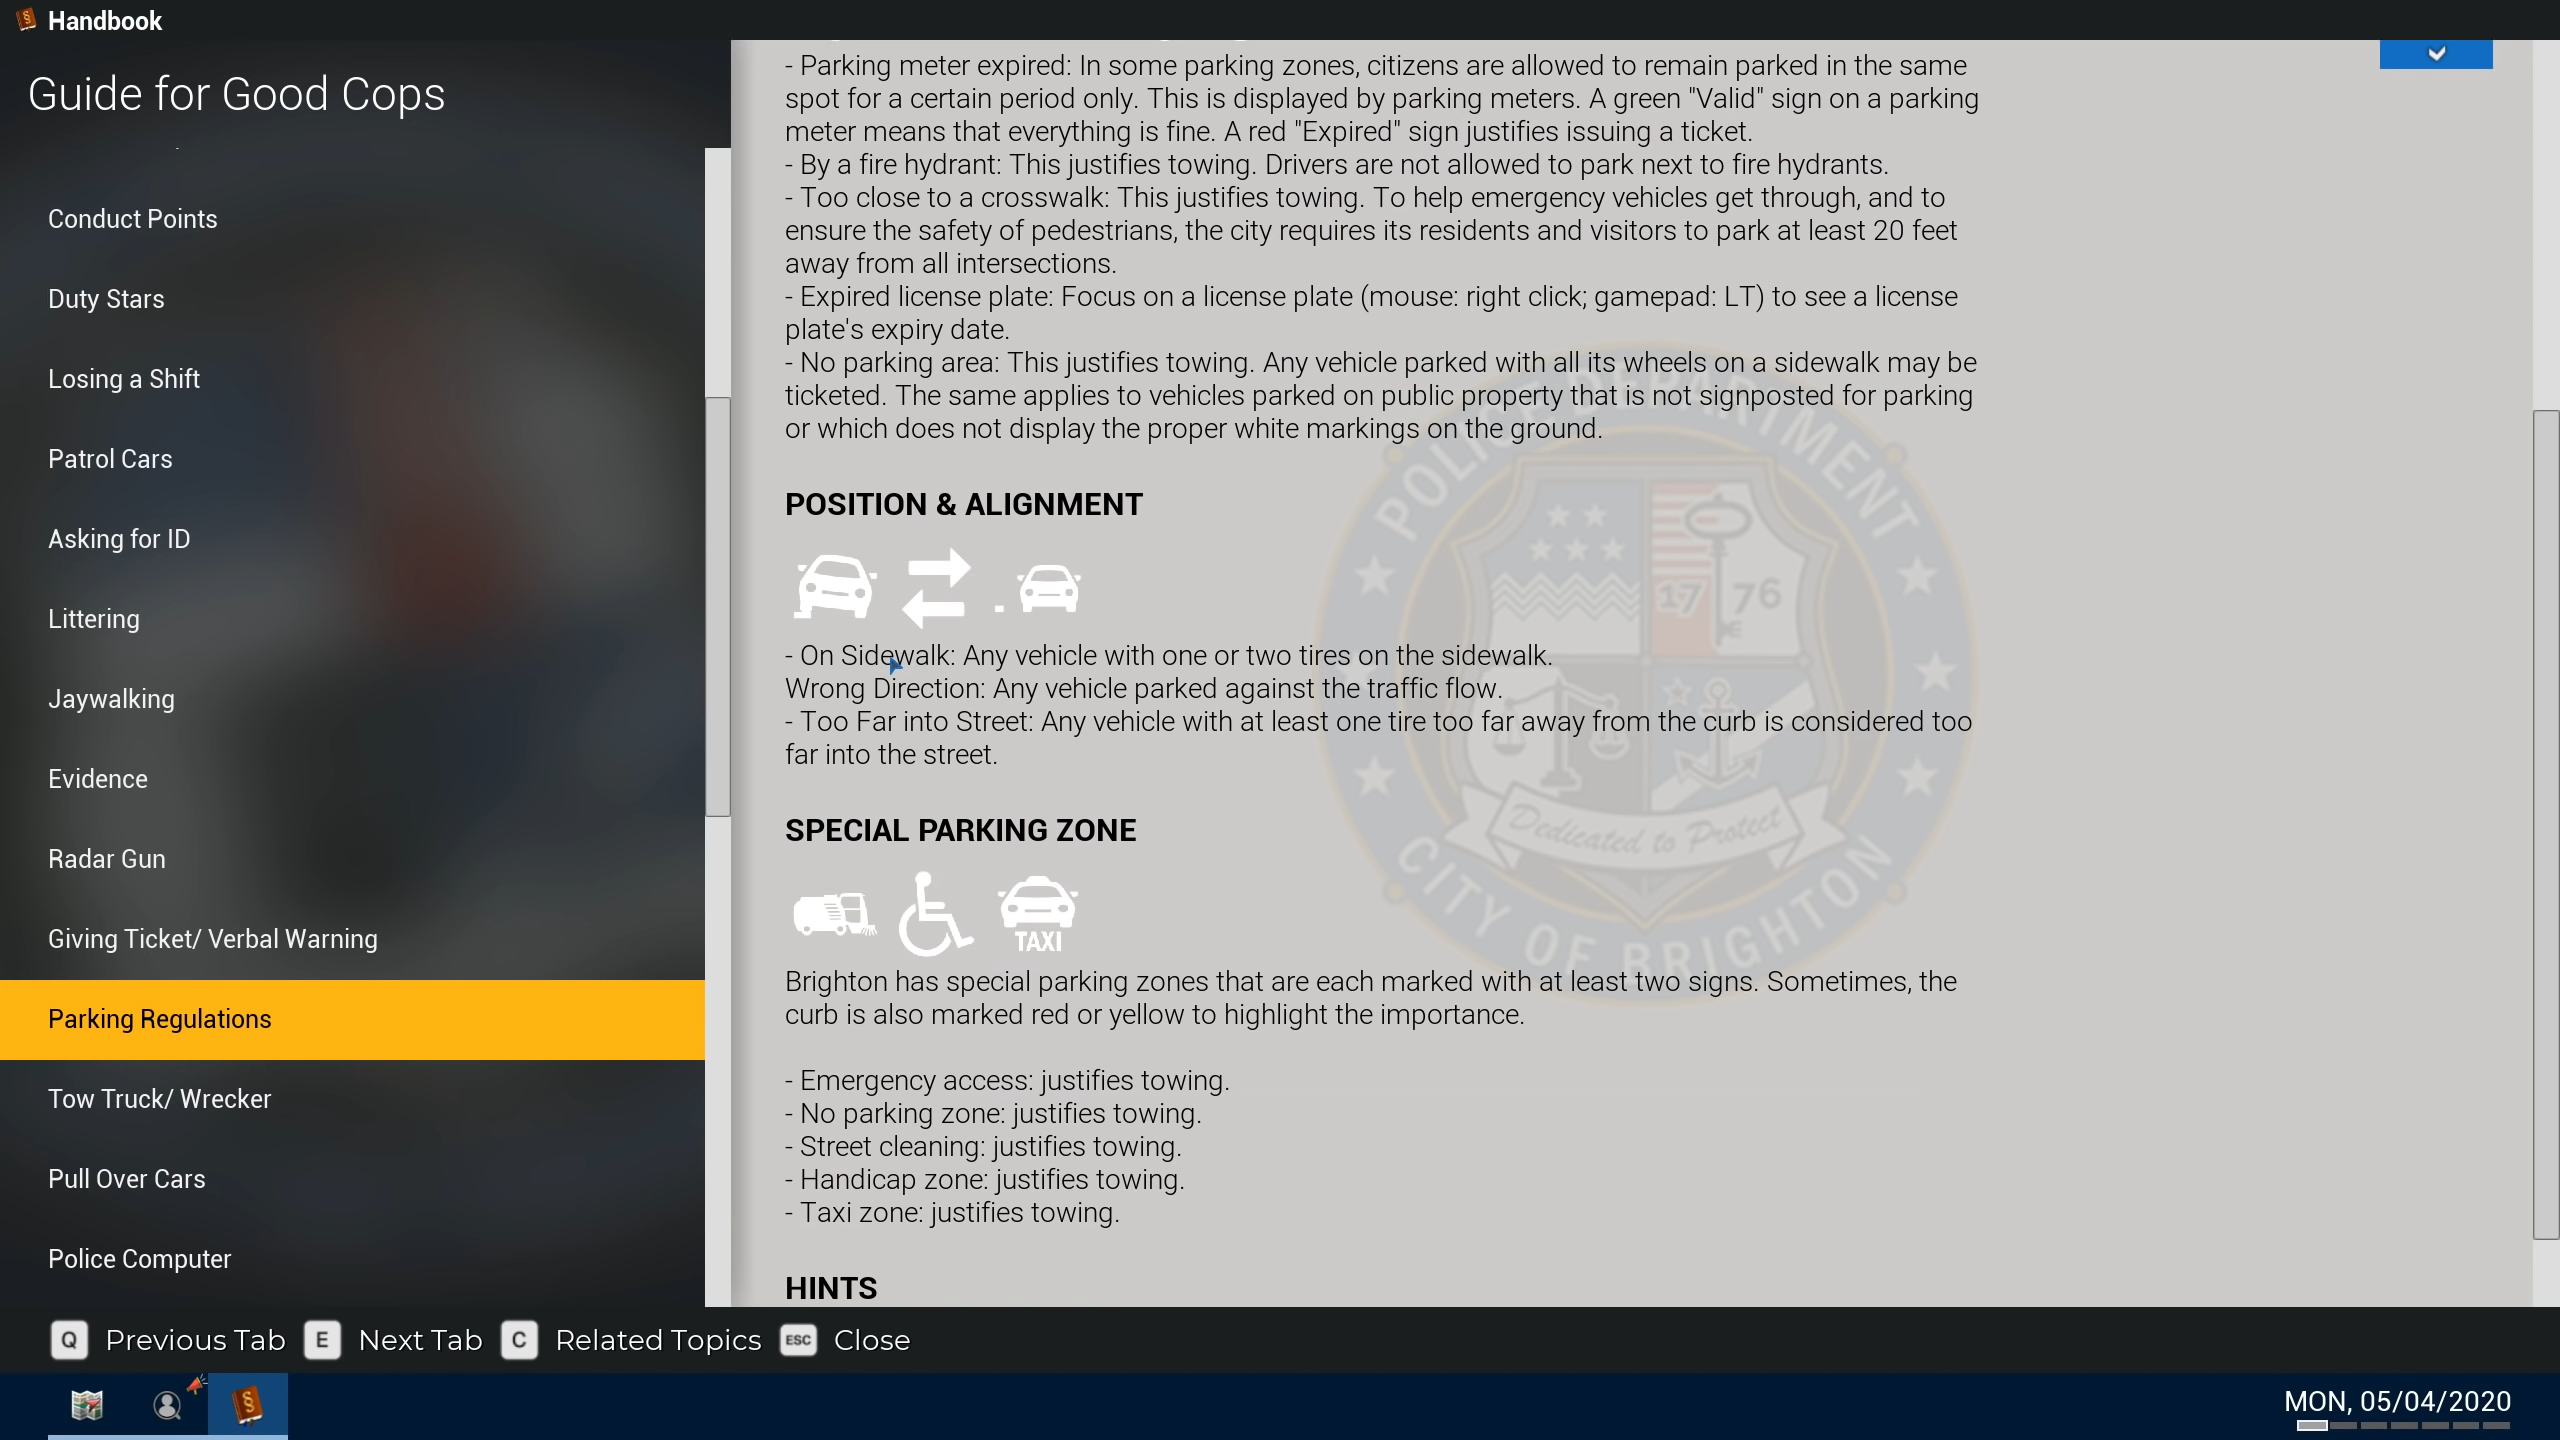 Handbook
Guide for Good Cops
Conduct Points
Duty Stars
Losing a Shift
Patrol Cars
Asking for ID
Littering
Jaywalking
Evidence
Radar Gun
Giving Ticket/ Verbal Warning
Parking Regulations
Tow Truck/ Wrecker
Pull Over Cars
Police Computer
- Parking meter expired: In some parking zones, citizens are allowed to remain parked in the same
spot for a certain period only. This is displayed by parking meters. A green "Valid" sign on a parking
meter means that everything is fine. A red "Expired" sign justifies issuing a ticket.
- By a fire hydrant: This justifies towing. Drivers are not allowed to park next to fire hydrants.
- Too close to a crosswalk: This justifies towing. To help emergency vehicles get through, and to
ensure the safety of pedestrians, the city requires its residents and visitors to park at least 20 feet
away from all intersections.
- Expired license plate: Focus on a license plate (mouse: right click; gamepad: LT) to see a license
plate's expiry date.
- No parking area: This justifies towing. Any vehicle parked with all its wheels on a sidewalk may be
ticketed. The same applies to vehicles parked on public property that is not signposted for parking
or which does not display the proper white markings on the ground.
POSITION & ALIGNMENT
- On Sidewalk: Any vehicle with one or two tires on the sidewalk.
Wrong Direction: Any vehicle parked against the traffic flow.
- Too Far into Street: Any vehicle with at least one tire too far away from the curb is considered too
far into the street.
SPECIAL PARKING ZONE
TAXI
Brighton has special parking zones that are each marked with at least two signs. Sometimes, the
curb is also marked red or yellow to highlight the importance.
- Emergency access: justifies towing.
- No parking zone: justifies towing.
- Street cleaning: justifies towing.
- Handicap zone: justifies towing.
- Taxi zone: justifies towing.
HINTS
POLICE DEPARTMENT
1776
Dedicated to Protect
CITY OF BRIGHTON
Q Previous Tab E Next Tab C Related Topics ESC Close
§
MON, 05/04/2020